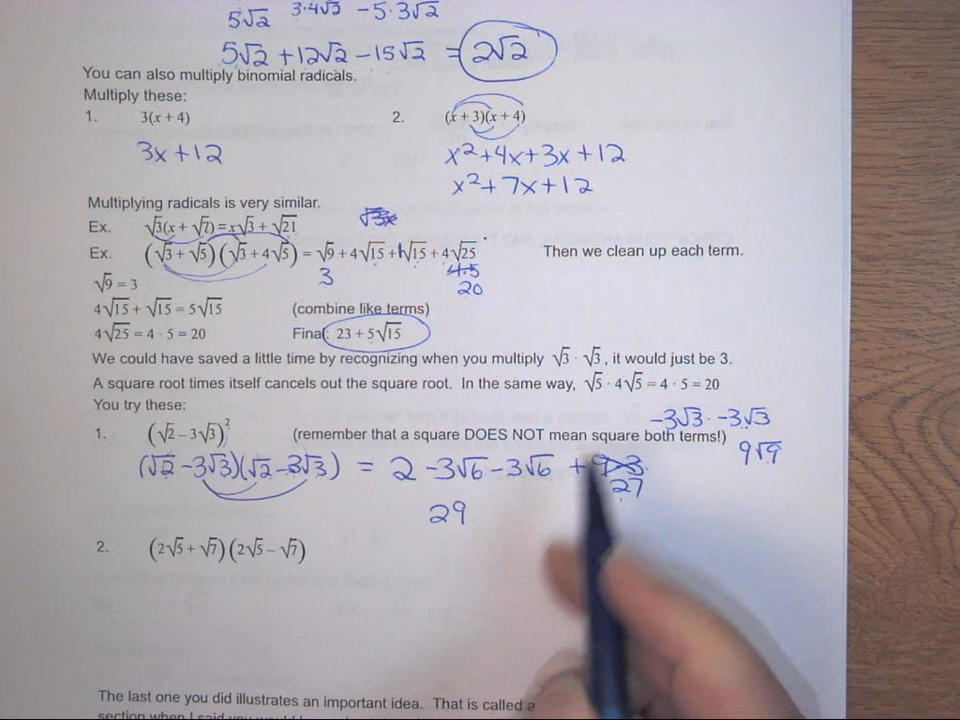 5√2 3·4√3 -5·3√2
5√2 +12√2 -15√2 = 2√2
You can also multiply binomial radicals.
Multiply these:
1. 3(x + 4) 2. (x + 3)(x + 4)
3x+12 x²+4x+3x+12
x²+7x+12
Multiplying radicals is very similar.
Ex. √3(x + √7) = x√3 + √21
Ex. (√3 + √5)(√3 + 4√5) = √9 + 4√15 + 1√15 + 4√25 Then we clean up each term.
3 4·5
20
√9 = 3
4√15 + √15 = 5√15 (combine like terms)
4√25 = 4 · 5 = 20 Final: 23 + 5√15
We could have saved a little time by recognizing when you multiply √3 · √3, it would just be 3.
A square root times itself cancels out the square root. In the same way, √5 · 4√5 = 4 · 5 = 20
You try these:
-3√3 · -3√3
1. (√2 – 3√3)² (remember that a square DOES NOT mean square both terms!)
9√9
(√2 -3√3)(√2 -3√3) = 2 -3√6 -3√6 + 9·3
27
29
2. (2√5 + √7)(2√5 – √7)
The last one you did illustrates an important idea. That is called a
section when I said you